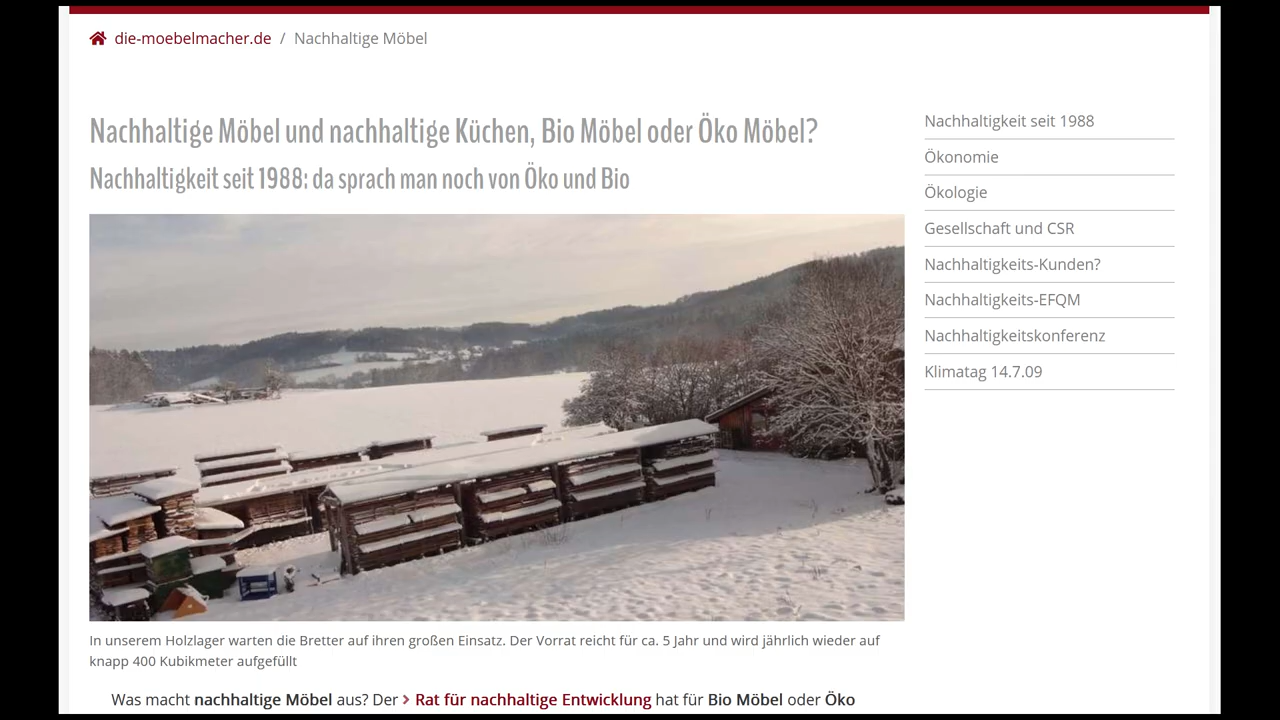 die-moebelmacher.de / Nachhaltige Möbel
Nachhaltige Möbel und nachhaltige Küchen, Bio Möbel oder Öko Möbel?
Nachhaltigkeit seit 1988: da sprach man noch von Öko und Bio
In unserem Holzlager warten die Bretter auf ihren großen Einsatz. Der Vorrat reicht für ca. 5 Jahr und wird jährlich wieder auf
knapp 400 Kubikmeter aufgefüllt
Was macht nachhaltige Möbel aus? Der Rat für nachhaltige Entwicklung hat für Bio Möbel oder Öko
Nachhaltigkeit seit 1988
Ökonomie
Ökologie
Gesellschaft und CSR
Nachhaltigkeits-Kunden?
Nachhaltigkeits-EFQM
Nachhaltigkeitskonferenz
Klimatag 14.7.09